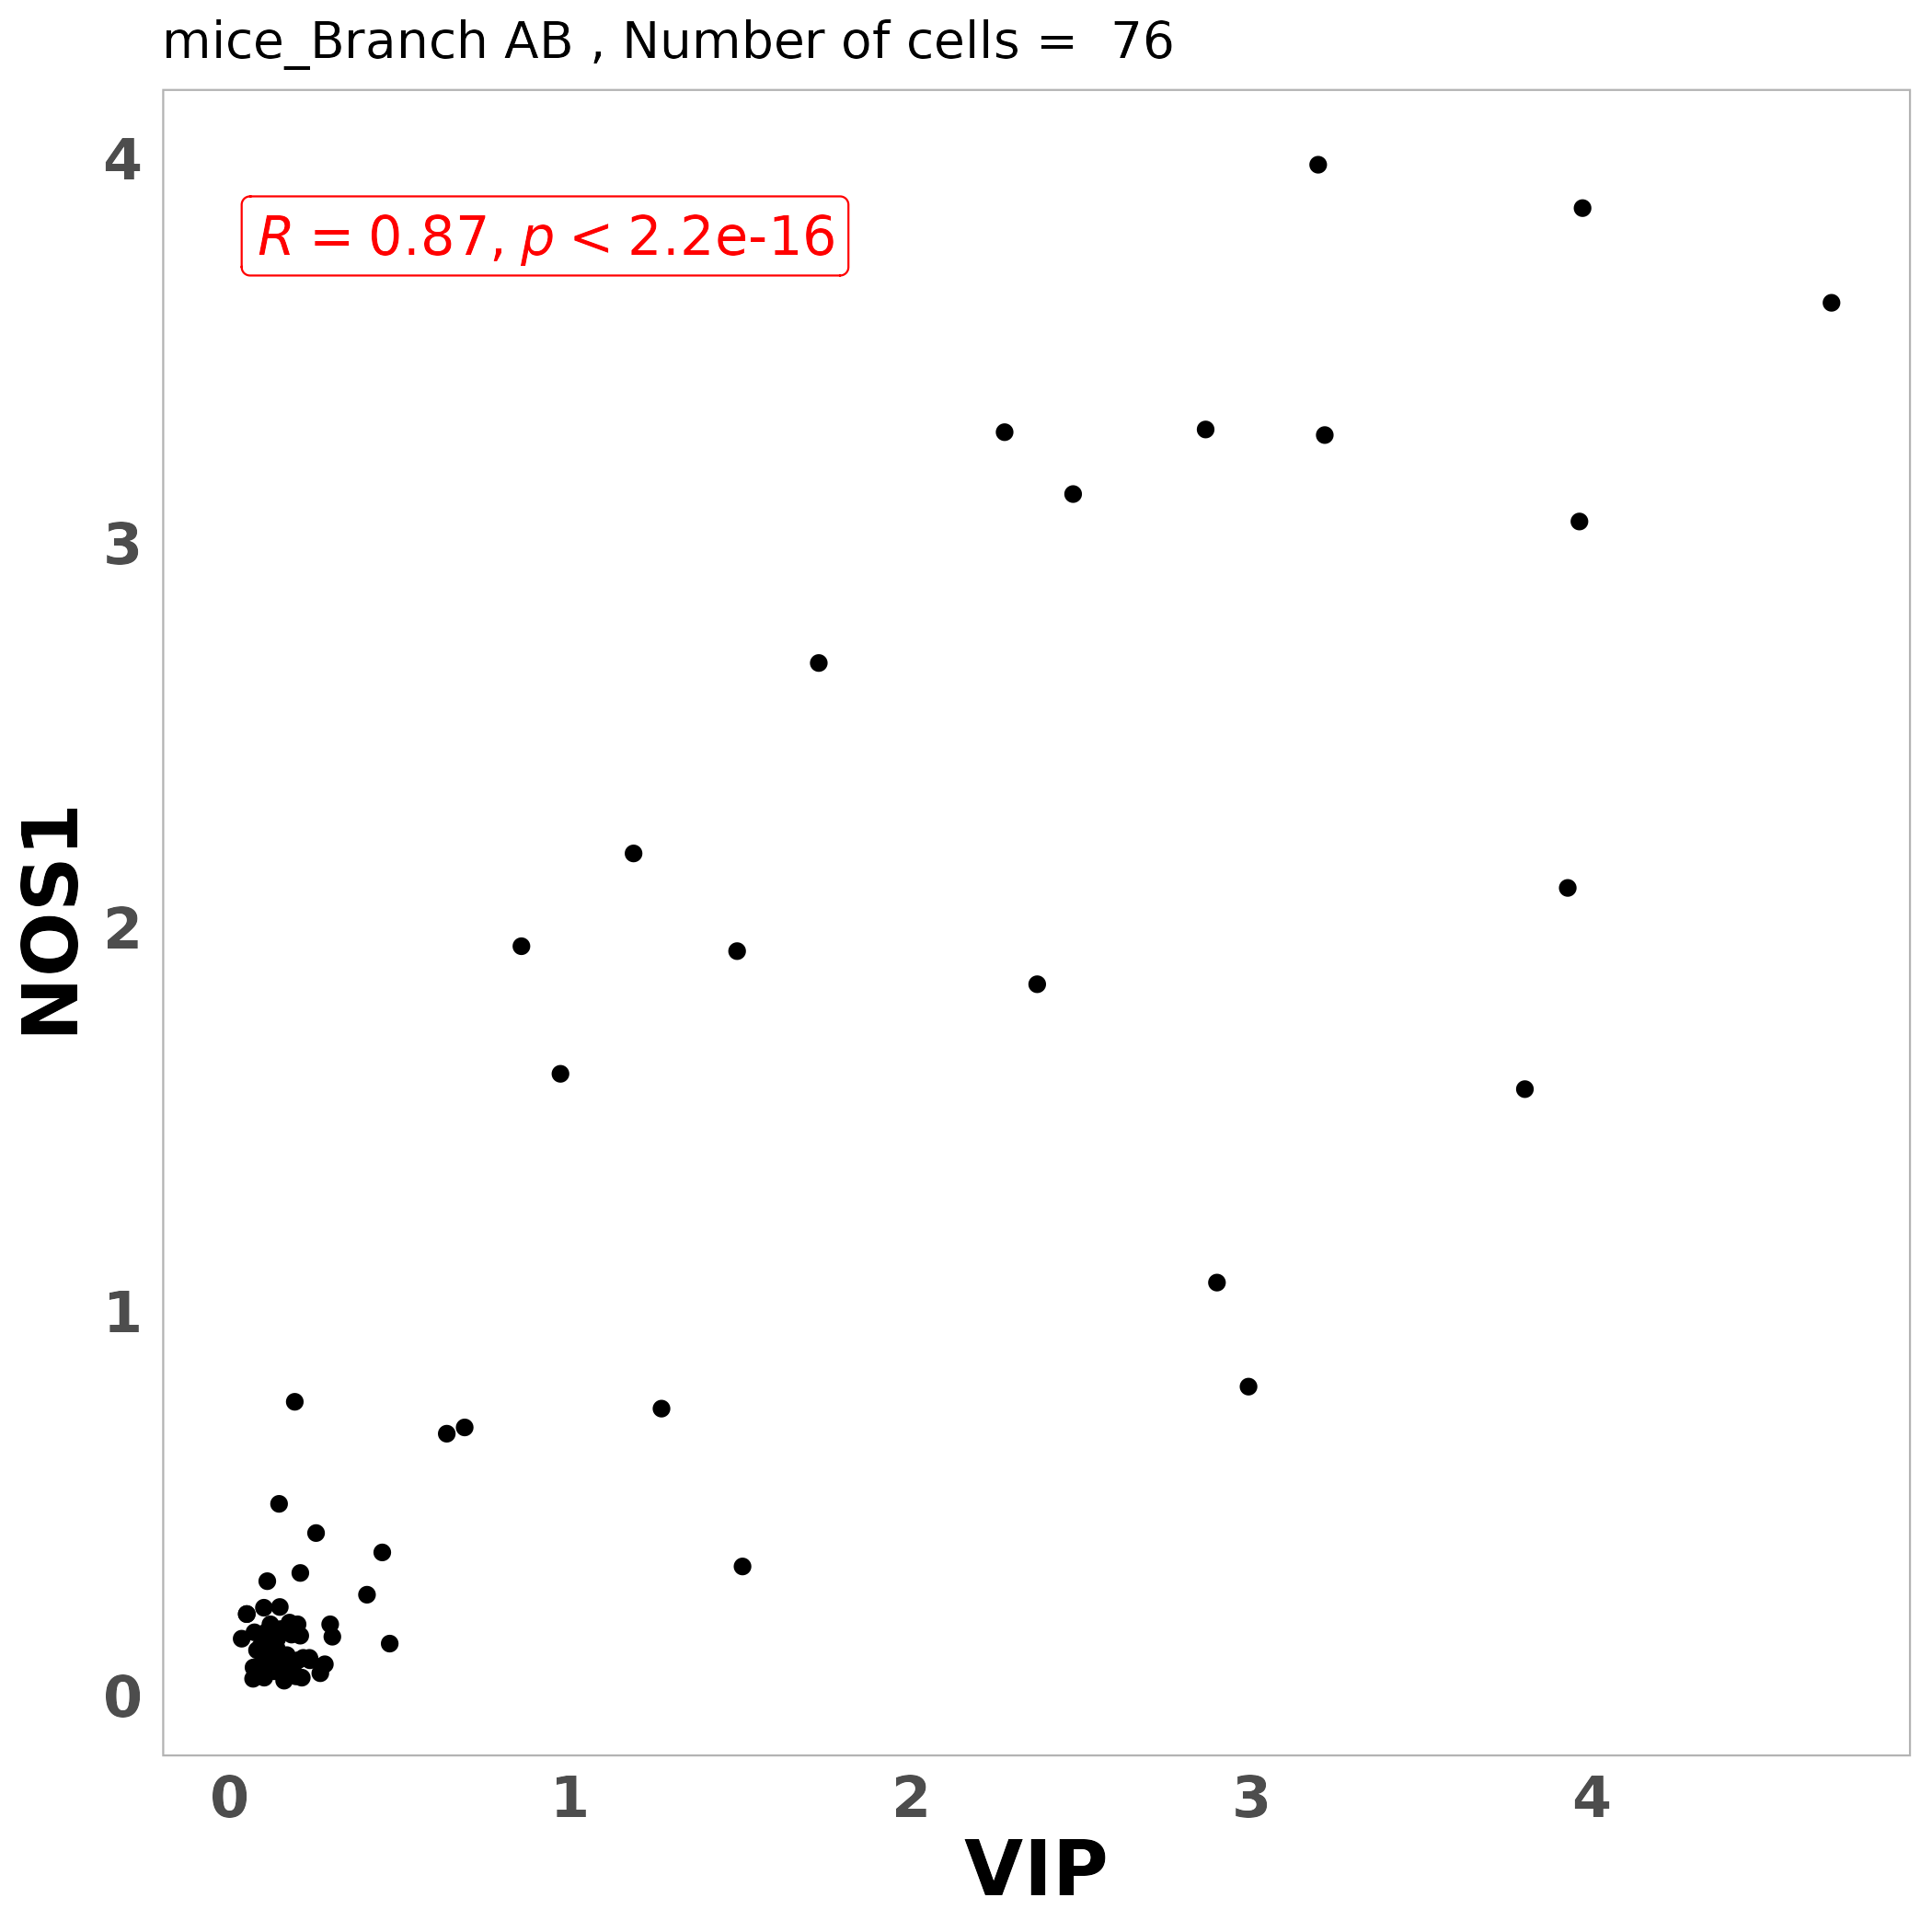 mice_Branch AB , Number of cells =  76
R = 0.87, p < 2.2e-16
4
3
2
1
0
NOS1
0 1 2 3 4
VIP